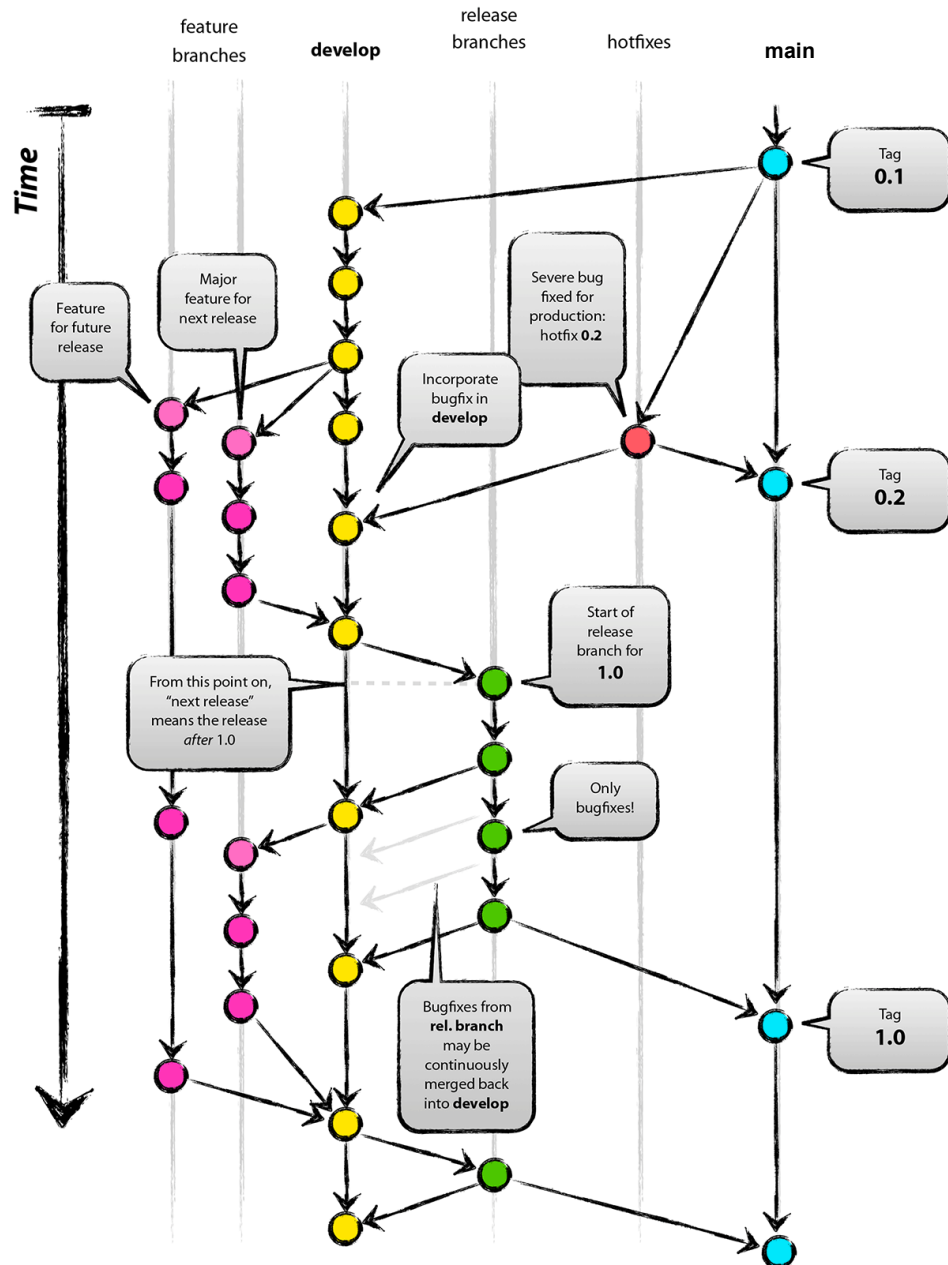 feature
branches
develop
release
branches
hotfixes
main
Time
Tag
0.1
Severe bug
fixed for
production:
hotfix 0.2
Major
feature for
next release
Feature
for future
release
Incorporate
bugfix in
develop
Tag
0.2
Start of
release
branch for
1.0
From this point on,
“next release”
means the release
after 1.0
Only
bugfixes!
Bugfixes from
rel. branch
may be
continuously
merged back
into develop
Tag
1.0